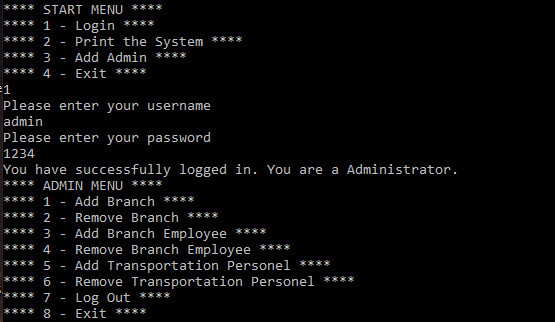 **** START MENU ****
**** 1 - Login ****
**** 2 - Print the System ****
**** 3 - Add Admin ****
**** 4 - Exit ****
1
Please enter your username
admin
Please enter your password
1234
You have successfully logged in. You are a Administrator.
**** ADMIN MENU ****
**** 1 - Add Branch ****
**** 2 - Remove Branch ****
**** 3 - Add Branch Employee ****
**** 4 - Remove Branch Employee ****
**** 5 - Add Transportation Personel ****
**** 6 - Remove Transportation Personel ****
**** 7 - Log Out ****
**** 8 - Exit ****